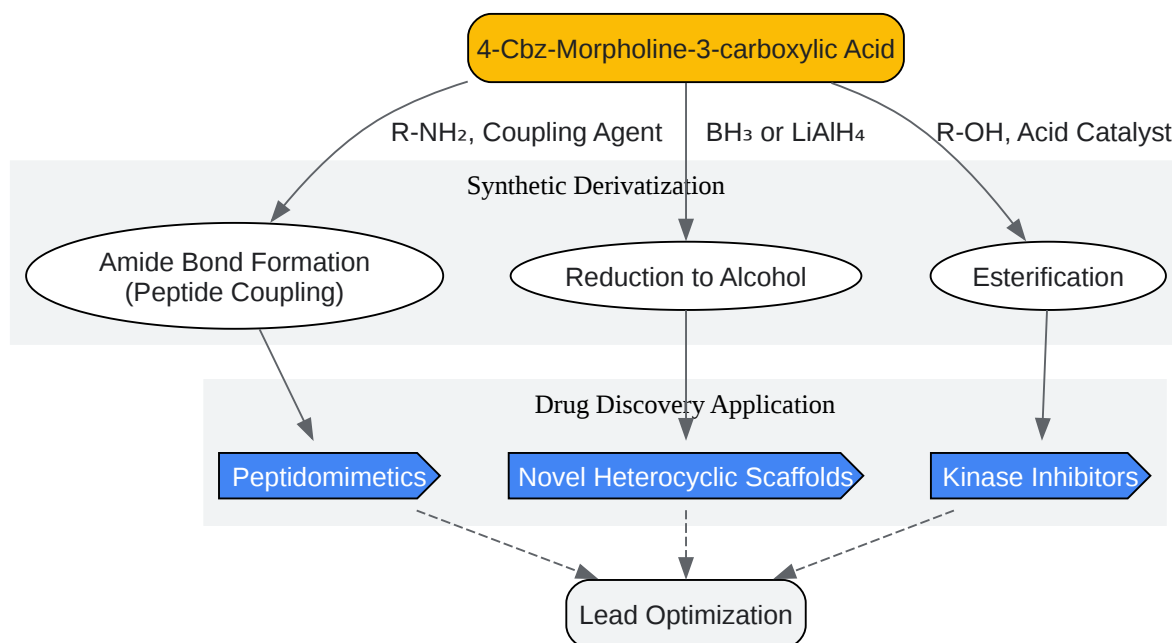 4-Cbz-Morpholine-3-carboxylic Acid
R-NH₂, Coupling Agent
BH₃ or LiAlH₄
R-OH, Acid Catalyst
Synthetic Derivatization
Amide Bond Formation
(Peptide Coupling)
Reduction to Alcohol
Esterification
Drug Discovery Application
Peptidomimetics
Novel Heterocyclic Scaffolds
Kinase Inhibitors
Lead Optimization